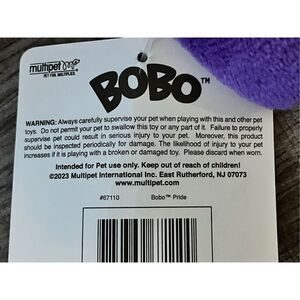 multipet
PET FUN. MULTIPLIED.
BOBO™
WARNING: Always carefully supervise your pet when playing with this and other pet
toys. Do not permit your pet to swallow this toy or any part of it. Failure to properly
supervise pet could result in serious injury to your pet. Moreover, this product
should be inspected periodically for damage. The likelihood of injury to your pet
increases if it is playing with a broken or damaged toy. Please discard when worn.
Intended for Pet use only. Keep out of reach of children!
©2023 Multipet International Inc. East Rutherford, NJ 07073
www.multipet.com
#67110 Bobo™ Pride